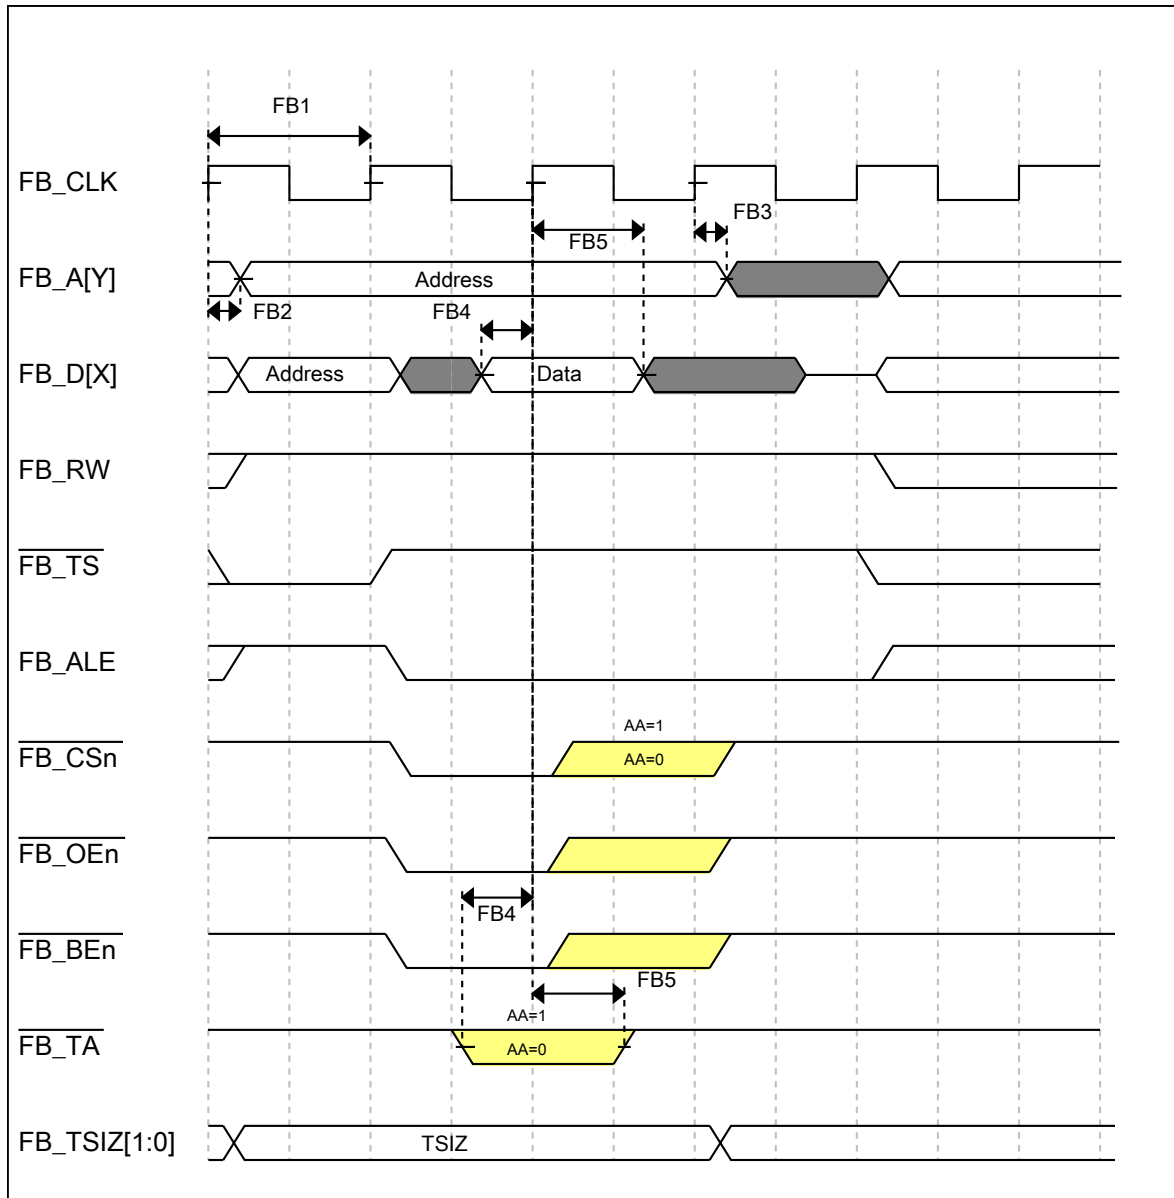 FB1
FB_CLK
FB3
FB5
FB_A[Y]
Address
FB2
FB4
FB_D[X]
Address
Data
FB_RW
FB_TS
FB_ALE
AA=1
FB_CSn
AA=0
FB_OEn
FB4
FB_BEn
FB5
AA=1
FB_TA
AA=0
FB_TSIZ[1:0]
TSIZ